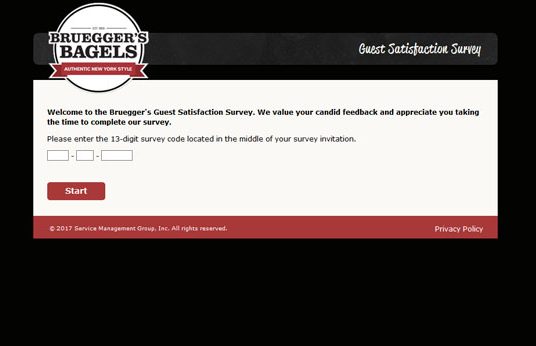 EST. 1983
BRUEGGER'S
BAGELS
AUTHENTIC NEW YORK STYLE
Guest Satisfaction Survey
Welcome to the Bruegger's Guest Satisfaction Survey. We value your candid feedback and appreciate you taking
the time to complete our survey.
Please enter the 13-digit survey code located in the middle of your survey invitation.
- -
Start
© 2017 Service Management Group, Inc. All rights reserved.
Privacy Policy